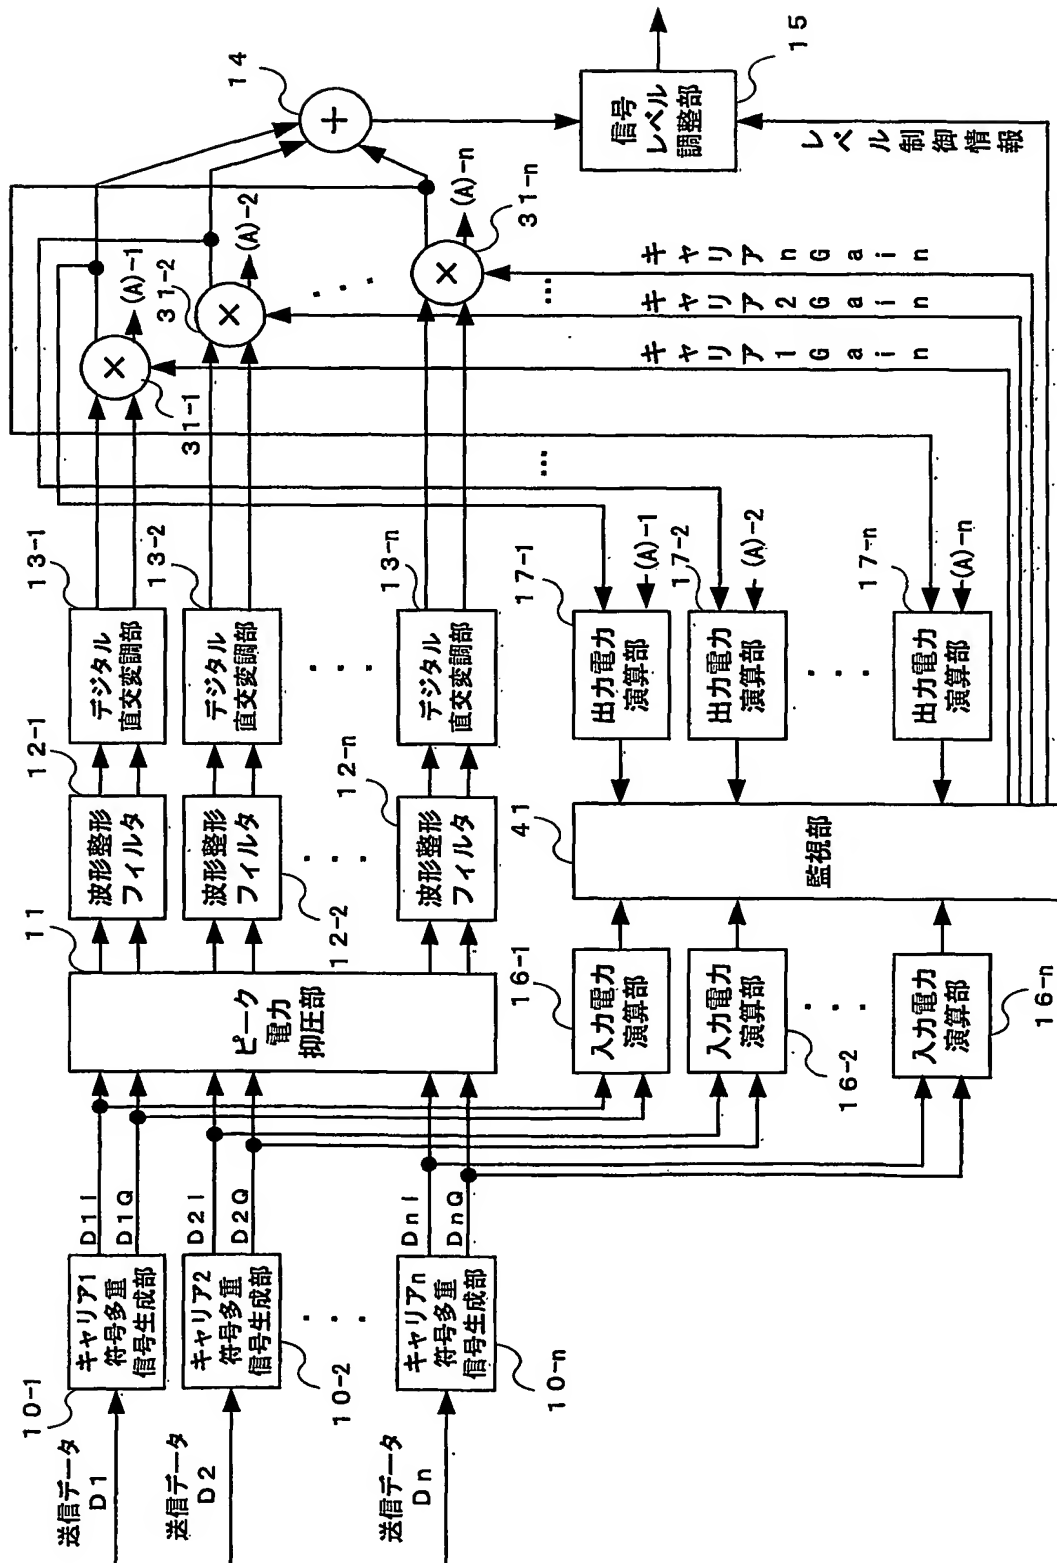 送信データ
D1
送信データ
D2
送信データ
Dn
10-1
キャリア1
符号多重
信号生成部
キャリア2
符号多重
信号生成部
10-2
キャリアn
符号多重
信号生成部
10-n
D1I
D1Q
D2I
D2Q
DnI
DnQ
11
ピーク
電力
抑圧部
12-1
波形整形
フィルタ
波形整形
フィルタ
12-2
12-n
波形整形
フィルタ
13-1
デジタル
直交変調部
13-2
デジタル
直交変調部
13-n
デジタル
直交変調部
31-1
×
(A)-1
31-2
×
(A)-2
31-n
×
(A)-n
14
+
信号
レベル
調整部
15
レベル制御情報
キャリアnGain
キャリア2Gain
キャリア1Gain
16-1
入力電力
演算部
入力電力
演算部
16-2
入力電力
演算部
16-n
41
監視部
17-1
出力電力
演算部
(A)-1
17-2
出力電力
演算部
(A)-2
17-n
出力電力
演算部
(A)-n